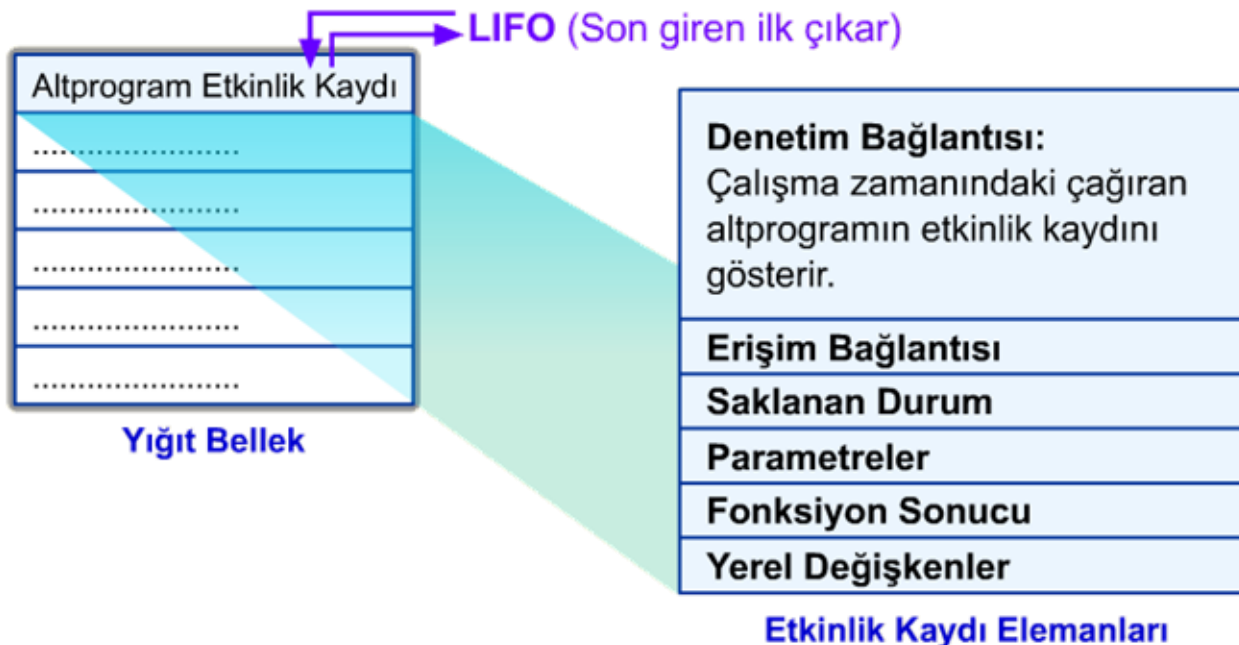 LIFO (Son giren ilk çıkar)
Altprogram Etkinlik Kaydı
.......................
.......................
.......................
.......................
.......................
Yığıt Bellek
Denetim Bağlantısı:
Çalışma zamanındaki çağıran
altprogramın etkinlik kaydını
gösterir.
Erişim Bağlantısı
Saklanan Durum
Parametreler
Fonksiyon Sonucu
Yerel Değişkenler
Etkinlik Kaydı Elemanları